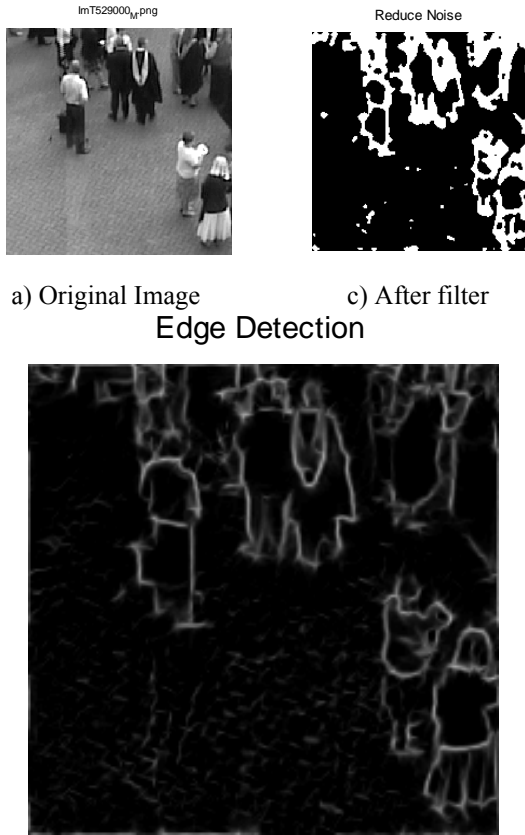 ImT529000M.png
Reduce Noise
a) Original Image
c) After filter
Edge Detection